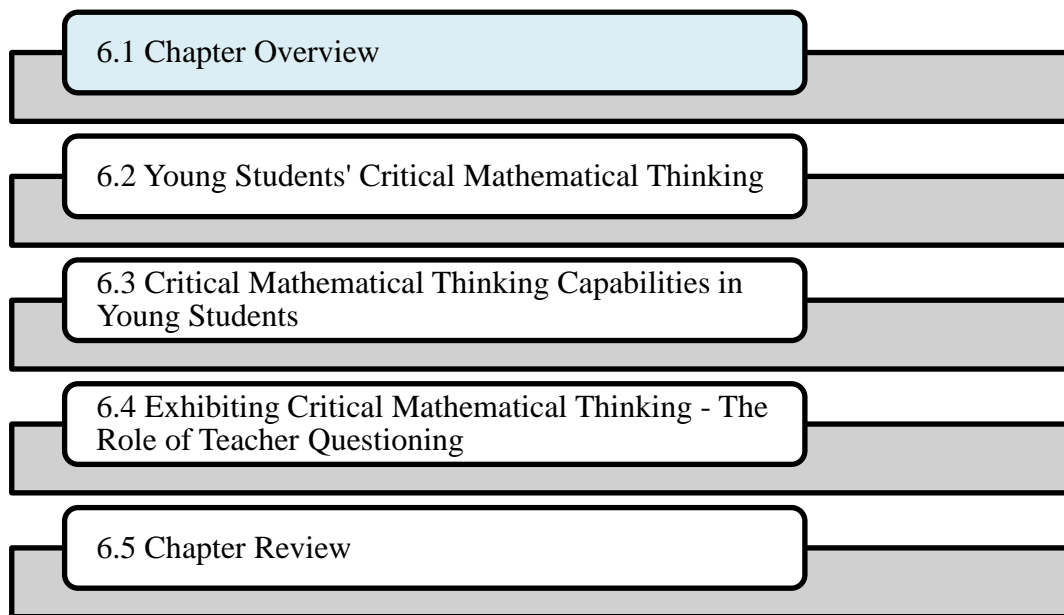 6.1 Chapter Overview
6.2 Young Students' Critical Mathematical Thinking
6.3 Critical Mathematical Thinking Capabilities in
Young Students
6.4 Exhibiting Critical Mathematical Thinking - The
Role of Teacher Questioning
6.5 Chapter Review